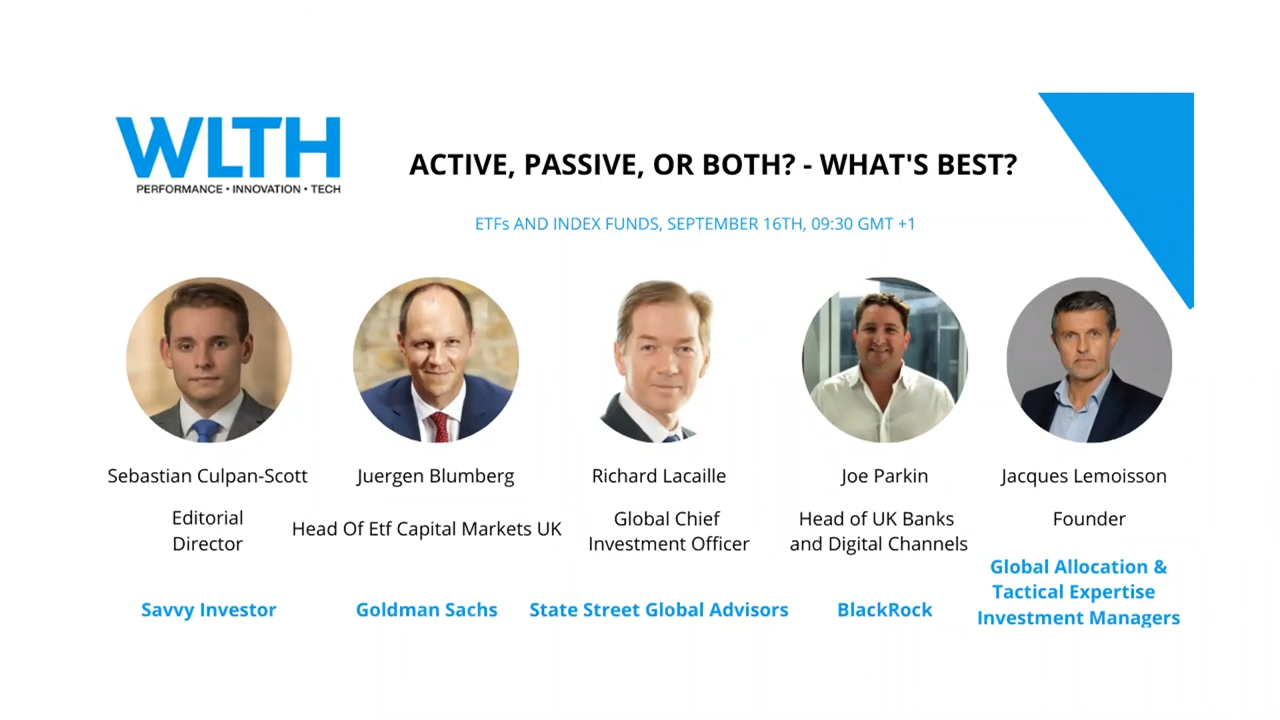 WLTH
PERFORMANCE • INNOVATION • TECH
ACTIVE, PASSIVE, OR BOTH? - WHAT'S BEST?
ETFs AND INDEX FUNDS, SEPTEMBER 16TH, 09:30 GMT +1
Sebastian Culpan-Scott
Editorial
Director
Savvy Investor
Juergen Blumberg
Head Of Etf Capital Markets UK
Goldman Sachs
Richard Lacaille
Global Chief
Investment Officer
State Street Global Advisors
Joe Parkin
Head of UK Banks
and Digital Channels
BlackRock
Jacques Lemoisson
Founder
Global Allocation &
Tactical Expertise
Investment Managers